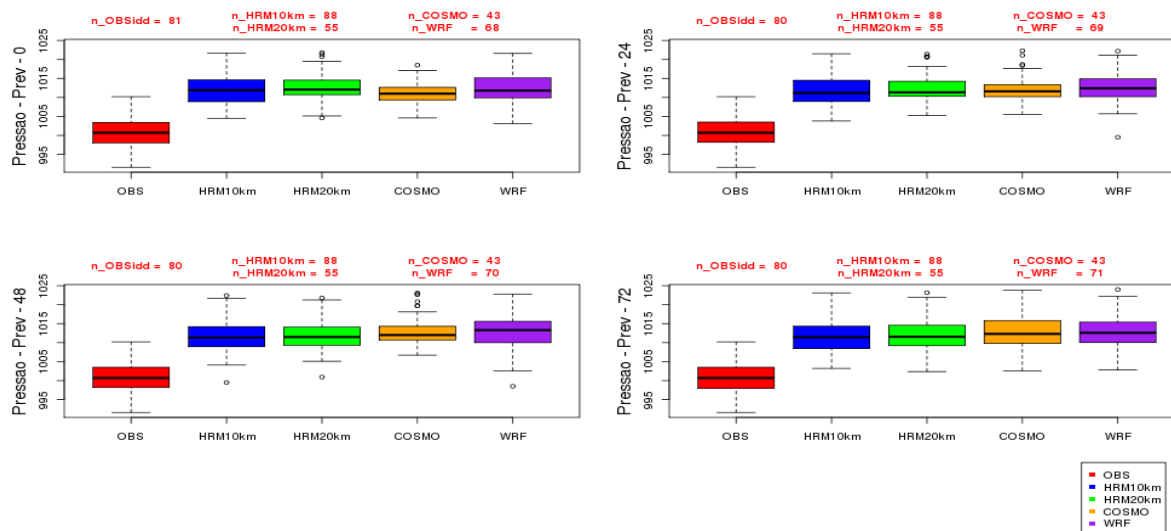 n_OBSidd = 81
n_HRM10km = 88
n_HRM20km = 55
n_COSMO = 43
n_WRF = 68
Pressao - Prev - 0
1025
1015
1005
995
OBS
HRM10km
HRM20km
COSMO
WRF
n_OBSidd = 80
n_HRM10km = 88
n_HRM20km = 55
n_COSMO = 43
n_WRF = 69
Pressao - Prev - 24
1025
1015
1005
995
OBS
HRM10km
HRM20km
COSMO
WRF
n_OBSidd = 80
n_HRM10km = 88
n_HRM20km = 55
n_COSMO = 43
n_WRF = 70
Pressao - Prev - 48
1025
1015
1005
995
OBS
HRM10km
HRM20km
COSMO
WRF
n_OBSidd = 80
n_HRM10km = 88
n_HRM20km = 55
n_COSMO = 43
n_WRF = 71
Pressao - Prev - 72
1025
1015
1005
995
OBS
HRM10km
HRM20km
COSMO
WRF
OBS
HRM10km
HRM20km
COSMO
WRF